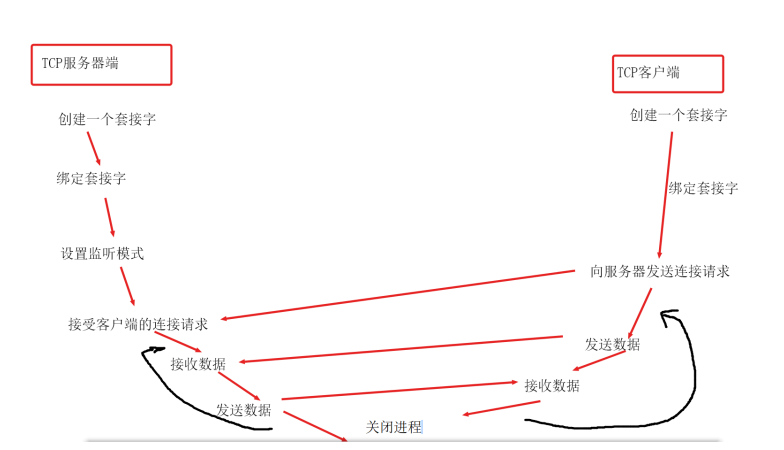 TCP服务器端
创建一个套接字
绑定套接字
设置监听模式
接受客户端的连接请求
接收数据
发送数据
TCP客户端
创建一个套接字
绑定套接字
向服务器发送连接请求
发送数据
接收数据
关闭进程